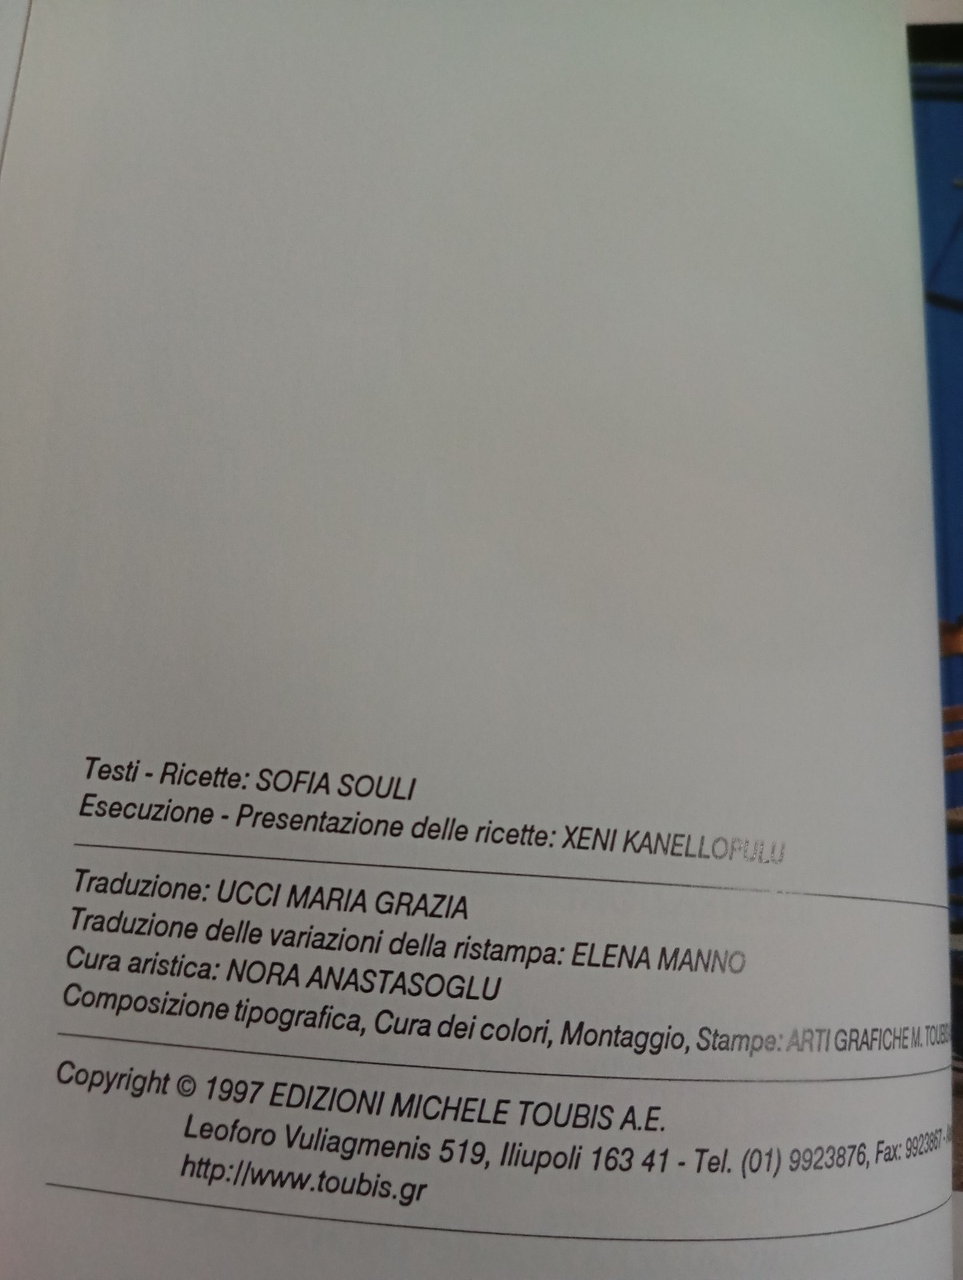 Testi - Ricette: SOFIA SOULI
Esecuzione - Presentazione delle ricette: XENI KANELLOPULU
Traduzione: UCCI MARIA GRAZIA
Traduzione delle variazioni della ristampa: ELENA MANNO
Cura aristica: NORA ANASTASOGLU
Composizione tipografica, Cura dei colori, Montaggio, Stampe: ARTI GRAFICHE M. TOUBIS
Copyright © 1997 EDIZIONI MICHELE TOUBIS A.E.
Leoforo Vuliagmenis 519, Iliupoli 163 41 - Tel. (01) 9923876, Fax: 9923867 -
http://www.toubis.gr